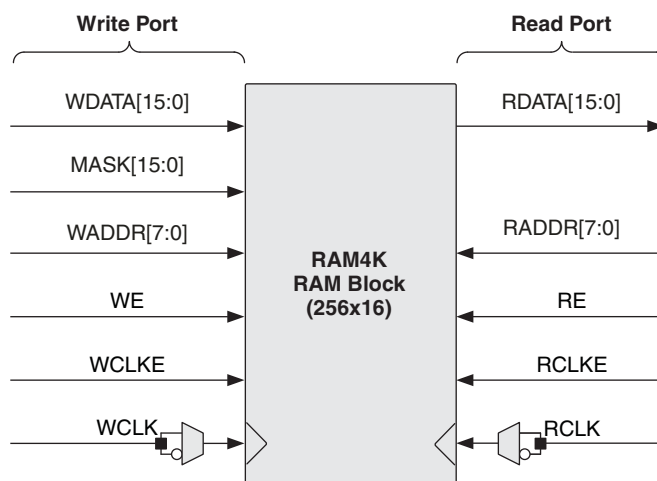 Write Port
Read Port
WDATA[15:0]
RDATA[15:0]
MASK[15:0]
WADDR[7:0]
RADDR[7:0]
RAM4K
RAM Block
(256x16)
WE
RE
WCLKE
RCLKE
WCLK
RCLK